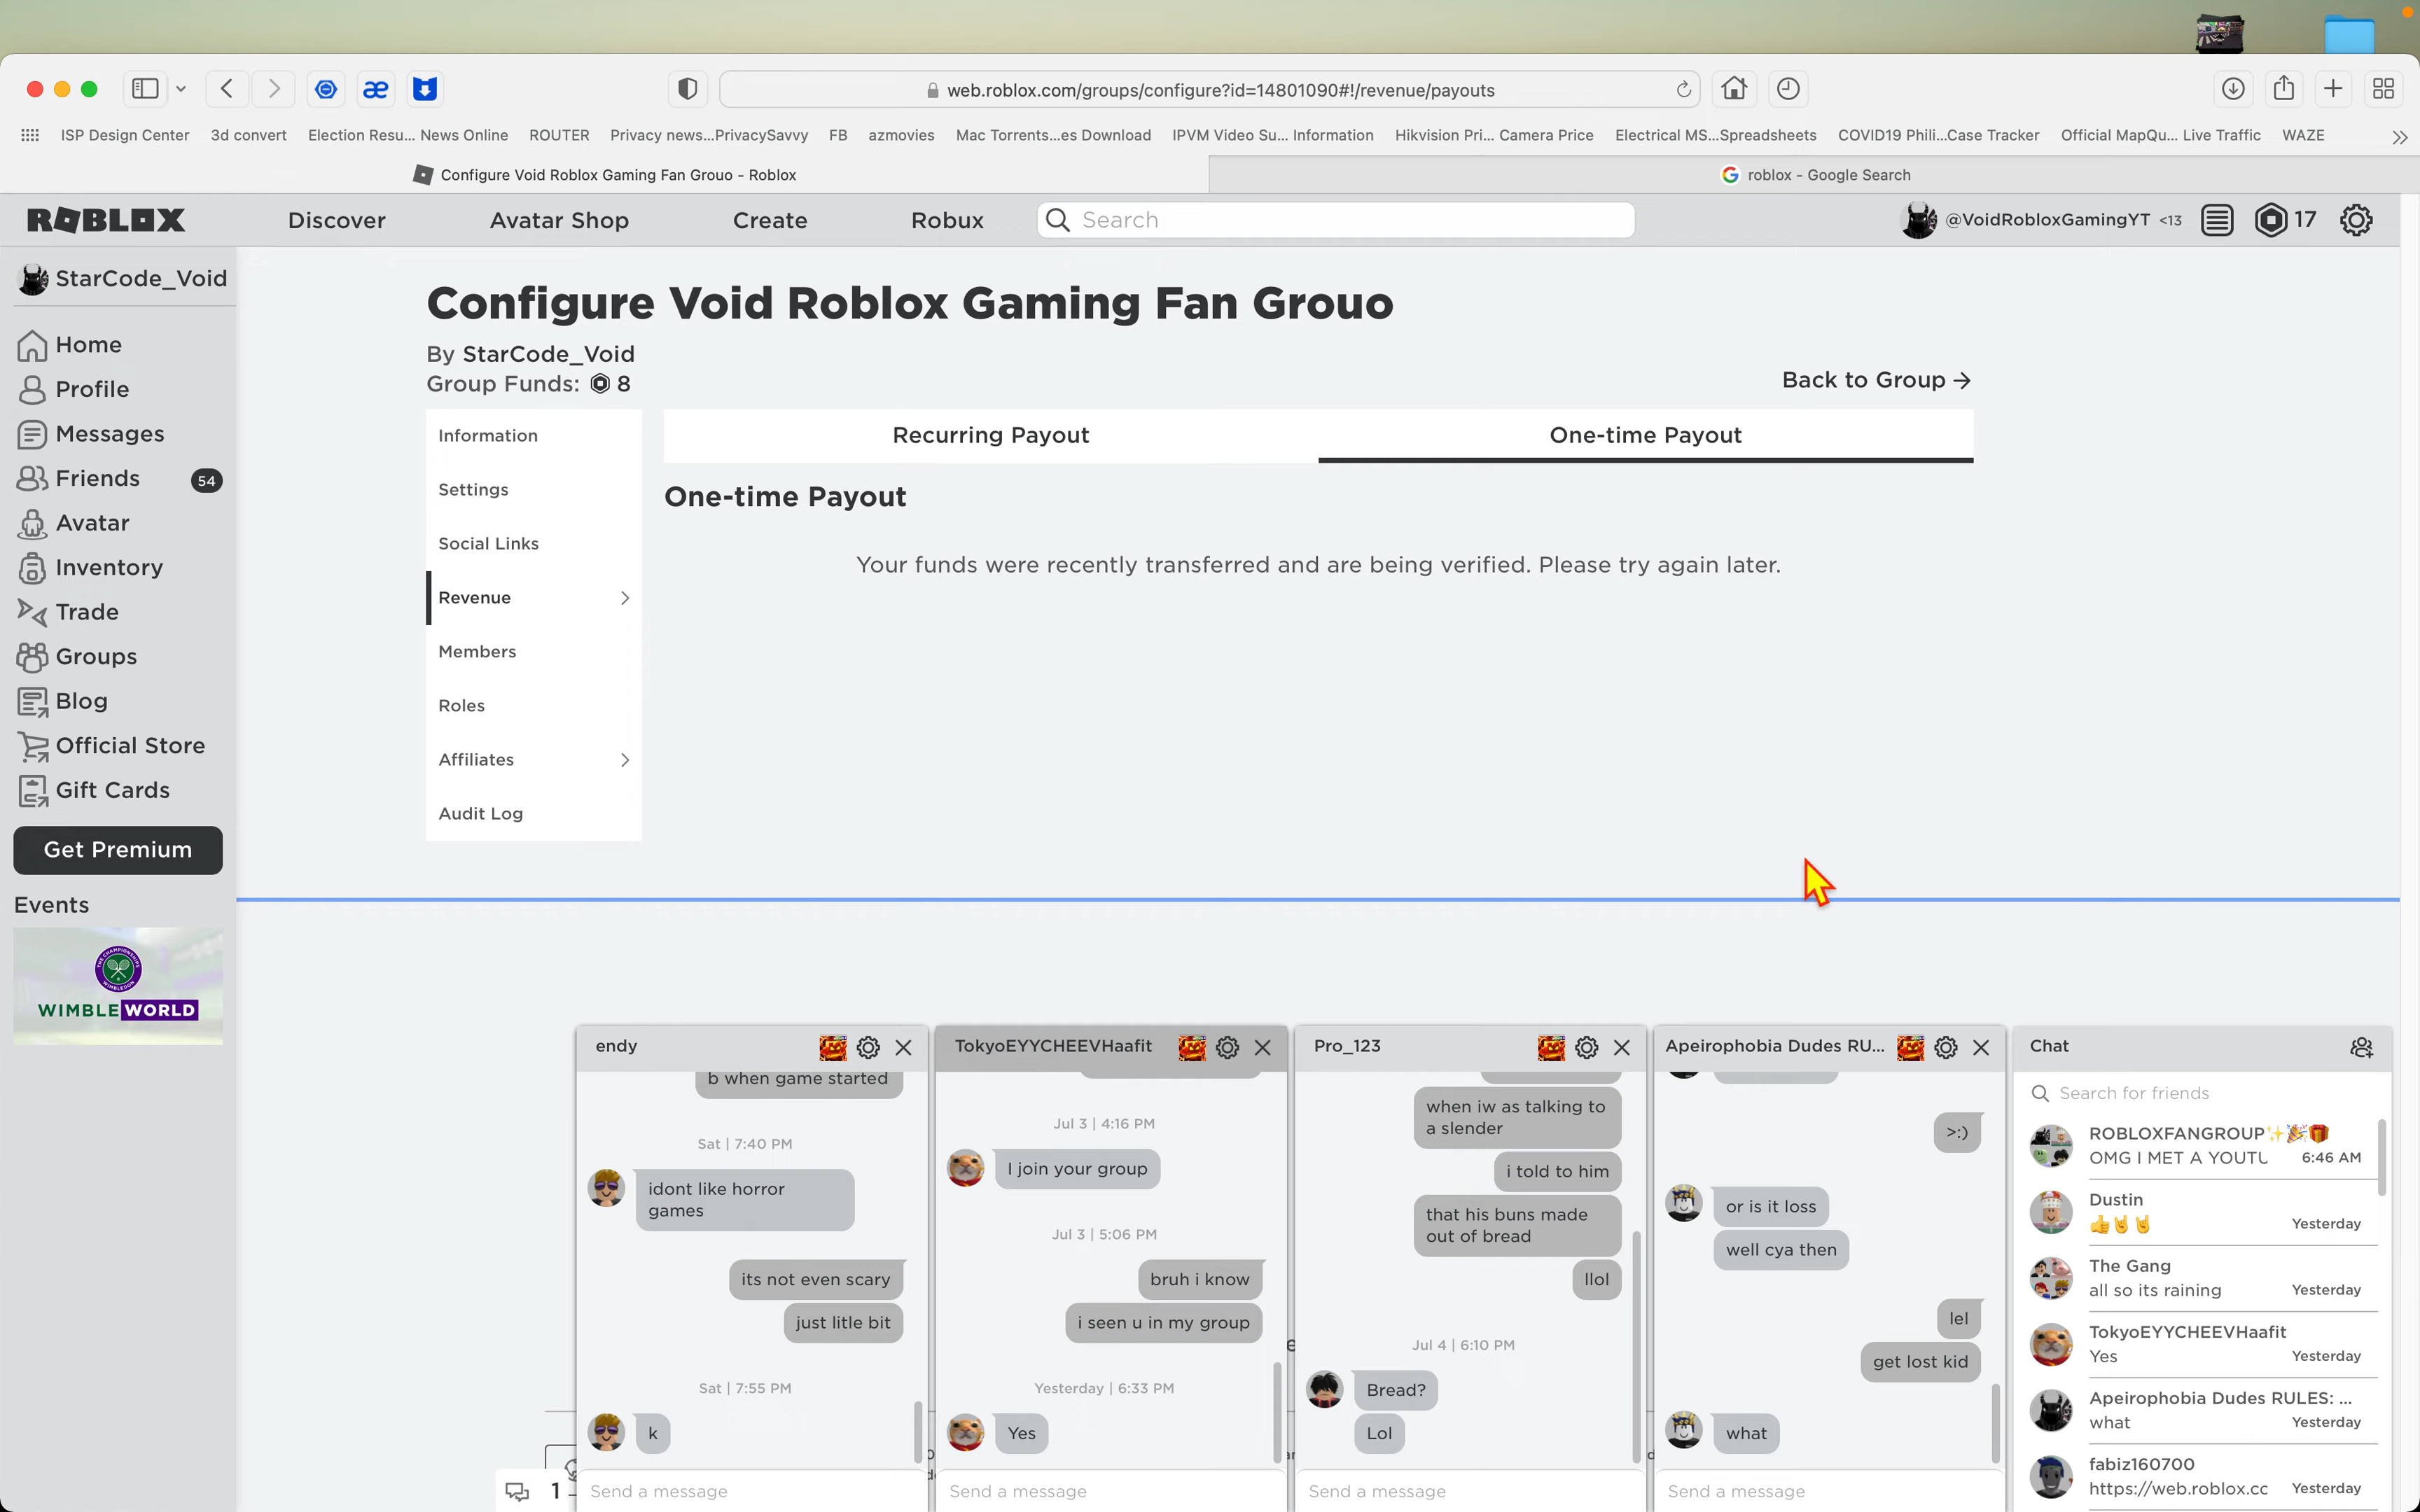 web.roblox.com/groups/configure?id=14801090#!/revenue/payouts
ISP Design Center
3d convert
Election Resu... News Online
ROUTER
Privacy news...PrivacySavvy
FB
azmovies
Mac Torrents...es Download
IPVM Video Su... Information
Hikvision Pri... Camera Price
Electrical MS...Spreadsheets
COVID19 Phili...Case Tracker
Official MapQu... Live Traffic
WAZE
Configure Void Roblox Gaming Fan Grouo - Roblox
roblox - Google Search
ROBLOX
Discover
Avatar Shop
Create
Robux
Search
@VoidRobloxGamingYT <13
17
StarCode_Void
Home
Profile
Messages
Friends
54
Avatar
Inventory
Trade
Groups
Blog
Official Store
Gift Cards
Get Premium
Events
THE CHAMPIONSHIPS
WIMBLEDON
WIMBLEWORLD
Configure Void Roblox Gaming Fan Grouo
By StarCode_Void
Group Funds: 8
Back to Group
Information
Settings
Social Links
Revenue
Members
Roles
Affiliates
Audit Log
Recurring Payout
One-time Payout
One-time Payout
Your funds were recently transferred and are being verified. Please try again later.
endy
b when game started
Sat | 7:40 PM
idont like horror
games
its not even scary
just litle bit
Sat | 7:55 PM
k
Send a message
TokyoEYYCHEEVHaafit
Jul 3 | 4:16 PM
I join your group
Jul 3 | 5:06 PM
bruh i know
i seen u in my group
Yesterday | 6:33 PM
Yes
Send a message
Pro_123
when iw as talking to
a slender
i told to him
that his buns made
out of bread
llol
Jul 4 | 6:10 PM
Bread?
Lol
Send a message
Apeirophobia Dudes RU...
>:)
or is it loss
well cya then
lel
get lost kid
what
Send a message
Chat
Search for friends
ROBLOXFANGROUP✨🎉🎁
OMG I MET A YOUTU
6:46 AM
Dustin
👍🤘🤘
Yesterday
The Gang
all so its raining
Yesterday
TokyoEYYCHEEVHaafit
Yes
Yesterday
Apeirophobia Dudes RULES: ...
what
Yesterday
fabiz160700
https://web.roblox.cc
Yesterday
1